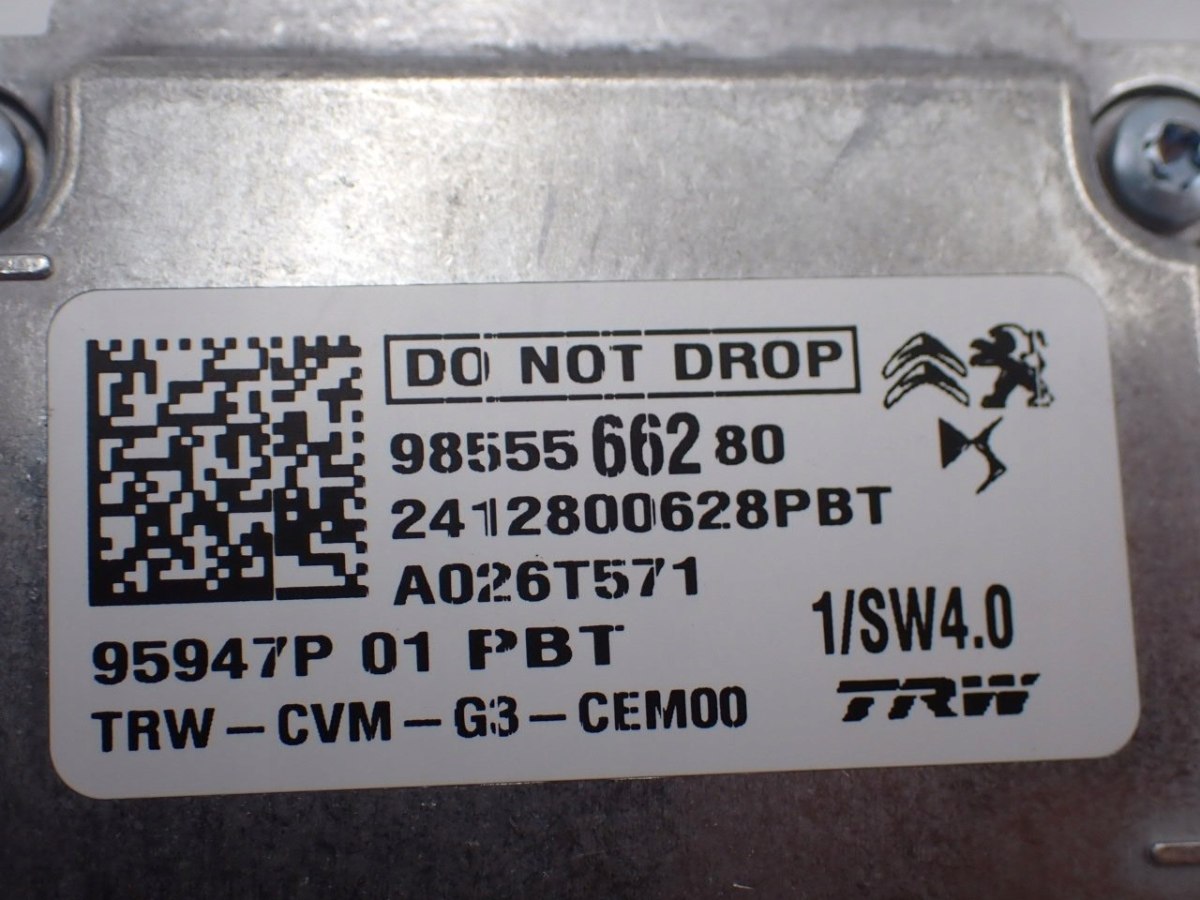 DO NOT DROP
98555 662 80
2412800628PBT
A026T571
95947P 01 PBT
1/SW4.0
TRW-CVM-G3-CEM00
TRW